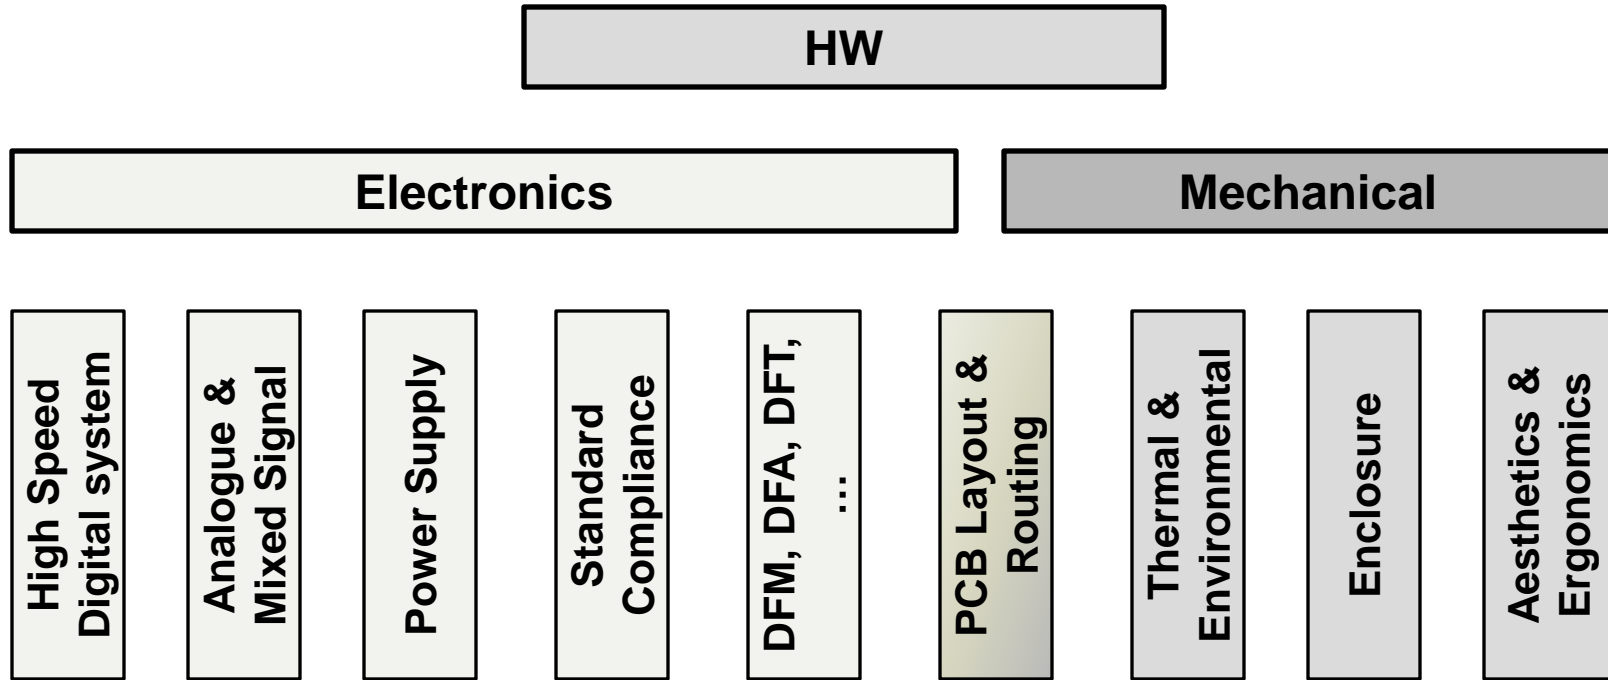 HW
Electronics
Mechanical
High Speed
Digital system
Analogue &
Mixed Signal
Power Supply
Standard
Compliance
DFM, DFA, DFT,
...
PCB Layout &
Routing
Thermal &
Environmental
Enclosure
Aesthetics &
Ergonomics